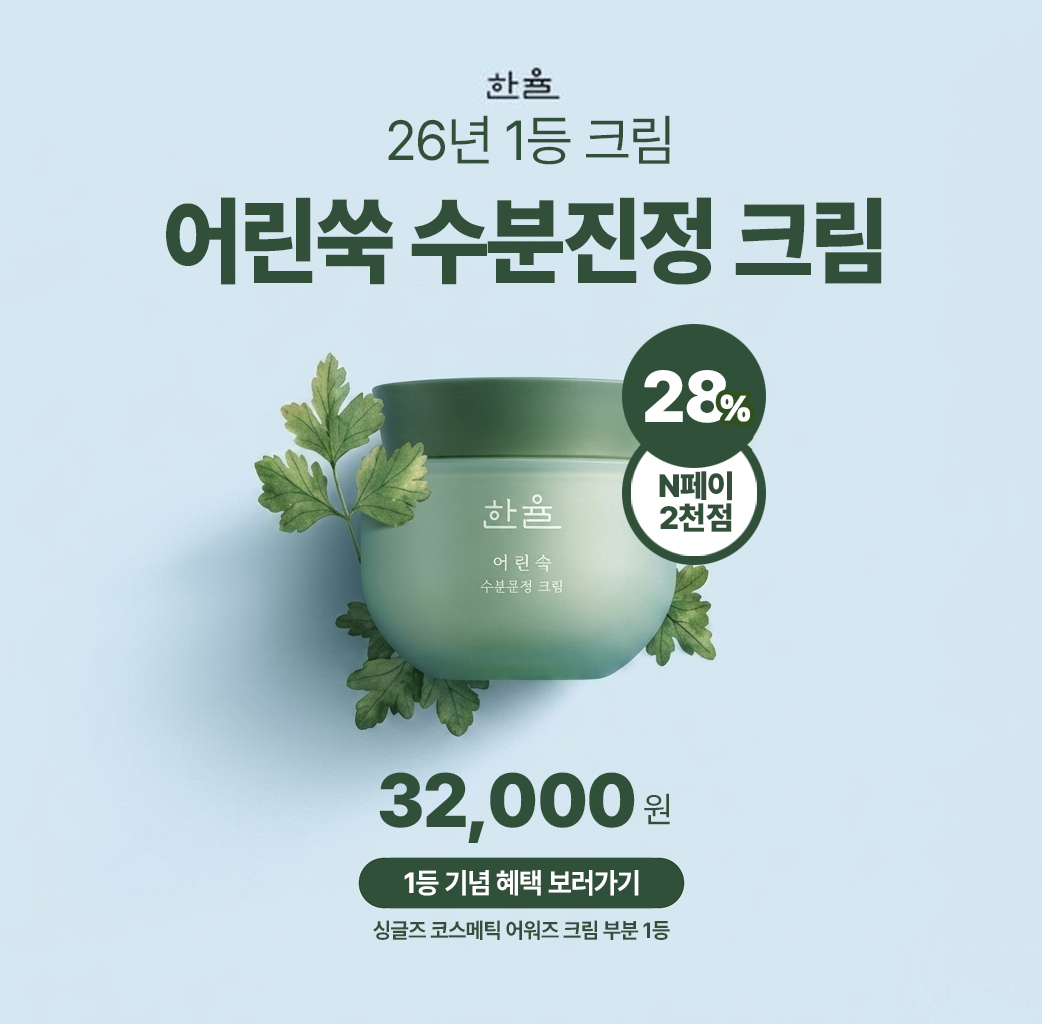 한율
26년 1등 크림
어린쑥 수분진정 크림
28%
N페이
2천점
한율
어린속
수분문정 크림
32,000 원
1등 기념 혜택 보러가기
싱글즈 코스메틱 어워즈 크림 부분 1등